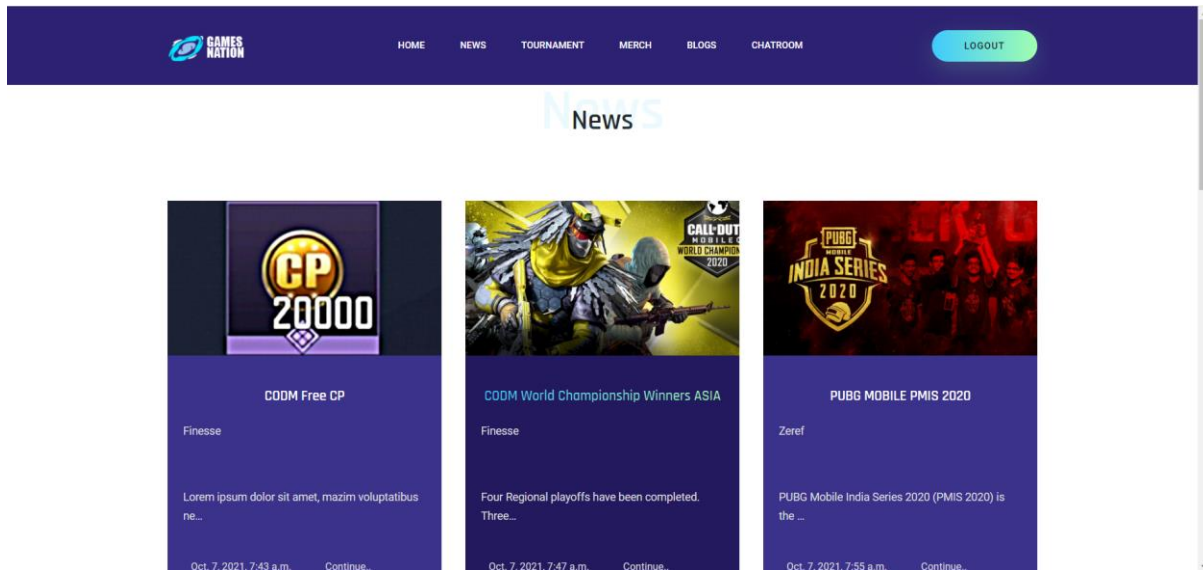 GAMES
NATION
HOME NEWS TOURNAMENT MERCH BLOGS CHATROOM
LOGOUT
News
News
CP
20000
CALL OF DUT
MOBILE
WORLD CHAMPION
2020
PUBG
MOBILE
INDIA SERIES
2020
CODM Free CP
Finesse
Lorem ipsum dolor sit amet, mazim voluptatibus
ne...
Oct. 7, 2021, 7:43 a.m. Continue..
CODM World Championship Winners ASIA
Finesse
Four Regional playoffs have been completed.
Three...
Oct. 7, 2021, 7:47 a.m. Continue..
PUBG MOBILE PMIS 2020
Zeref
PUBG Mobile India Series 2020 (PMIS 2020) is
the ...
Oct. 7, 2021, 7:55 a.m. Continue..